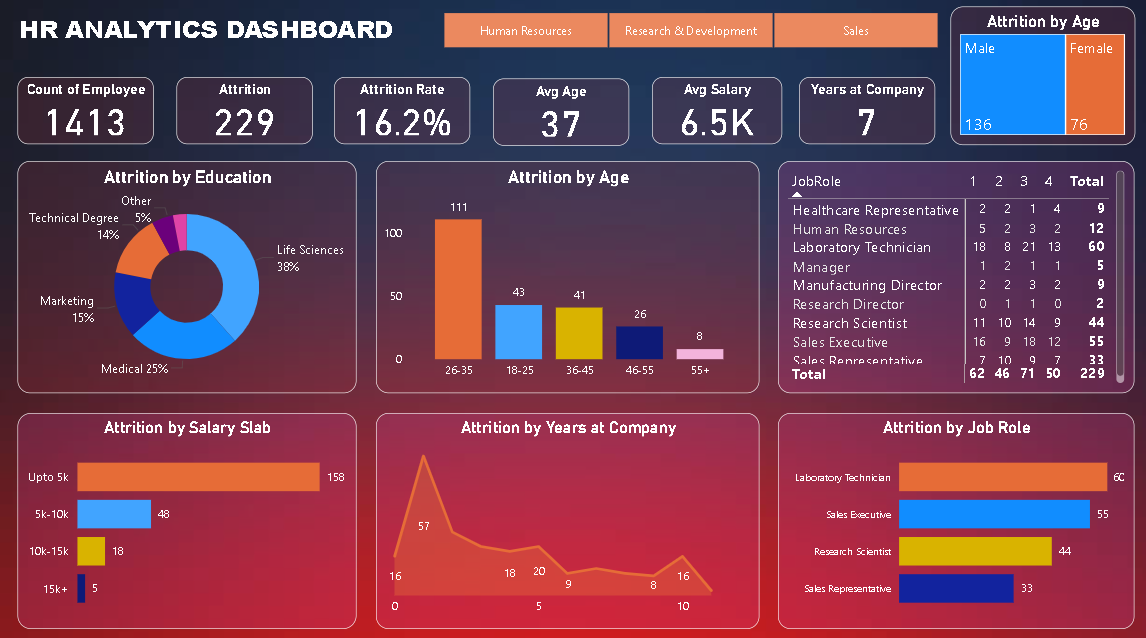 HR ANALYTICS DASHBOARD
Human Resources
Research & Development
Sales
Attrition by Age
Male
Female
136
76
Count of Employee
1413
Attrition
229
Attrition Rate
16.2%
Avg Age
37
Avg Salary
6.5K
Years at Company
7
Attrition by Education
Other
5%
Technical Degree
14%
Life Sciences
38%
Marketing
15%
Medical 25%
Attrition by Age
111
100
43
41
50
26
8
0
26-35 18-25 36-45 46-55 55+
JobRole 1 2 3 4 Total
Healthcare Representative 2 2 1 4 9
Human Resources 5 2 3 2 12
Laboratory Technician 18 8 21 13 60
Manager 1 2 1 1 5
Manufacturing Director 2 2 3 2 9
Research Director 0 1 1 0 2
Research Scientist 11 10 14 9 44
Sales Executive 16 9 18 12 55
Sales Representative 7 10 9 7 33
Total 62 46 71 50 229
Attrition by Salary Slab
Upto 5k 158
5k-10k 48
10k-15k 18
15k+ 5
Attrition by Years at Company
57
16 18 20 9 8 16
0 5 10
Attrition by Job Role
Laboratory Technician 60
Sales Executive 55
Research Scientist 44
Sales Representative 33